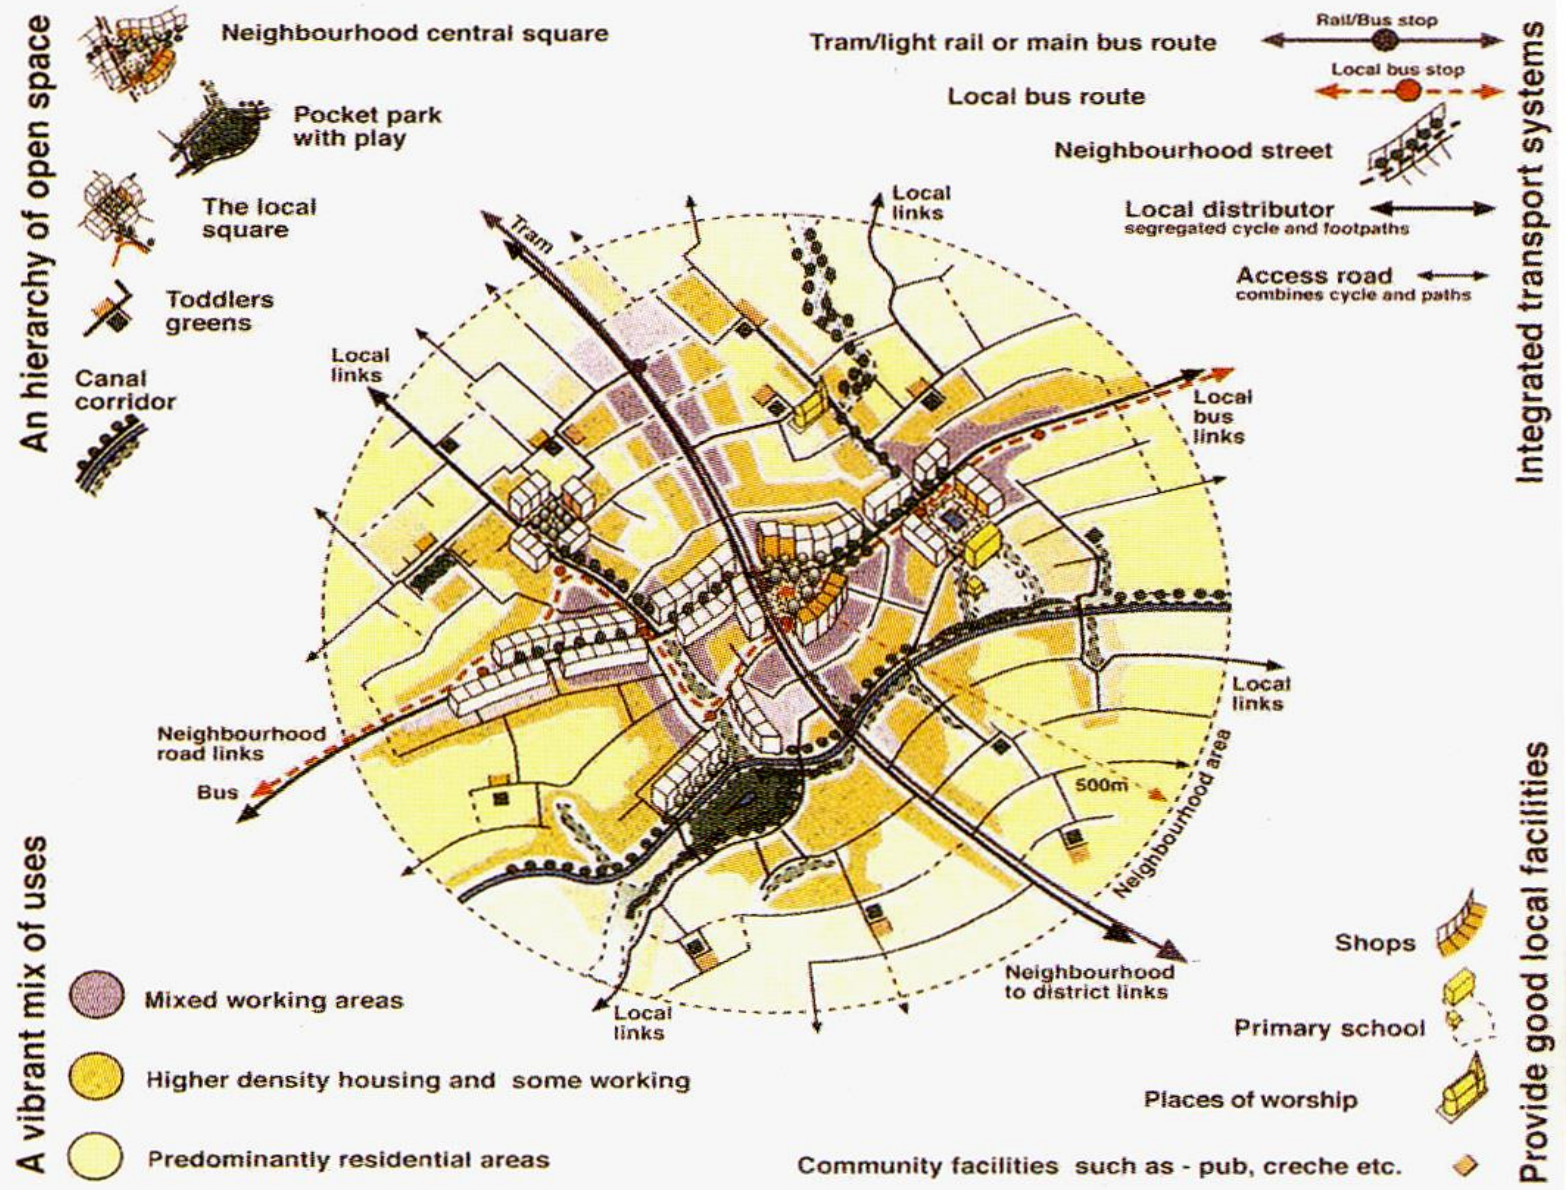 An hierarchy of open space
Neighbourhood central square
Pocket park
with play
The local
square
Toddlers
greens
Canal
corridor
Integrated transport systems
Tram/light rail or main bus route
Rail/Bus stop
Local bus route
Local bus stop
Neighbourhood street
Local distributor
segregated cycle and footpaths
Access road
combines cycle and paths
Tram
Local
links
Local
links
Local
bus
links
Local
links
Neighbourhood
road links
Bus
500m
Neighbourhood area
Neighbourhood
to district links
Local
links
A vibrant mix of uses
Mixed working areas
Higher density housing and some working
Predominantly residential areas
Provide good local facilities
Shops
Primary school
Places of worship
Community facilities such as - pub, creche etc.